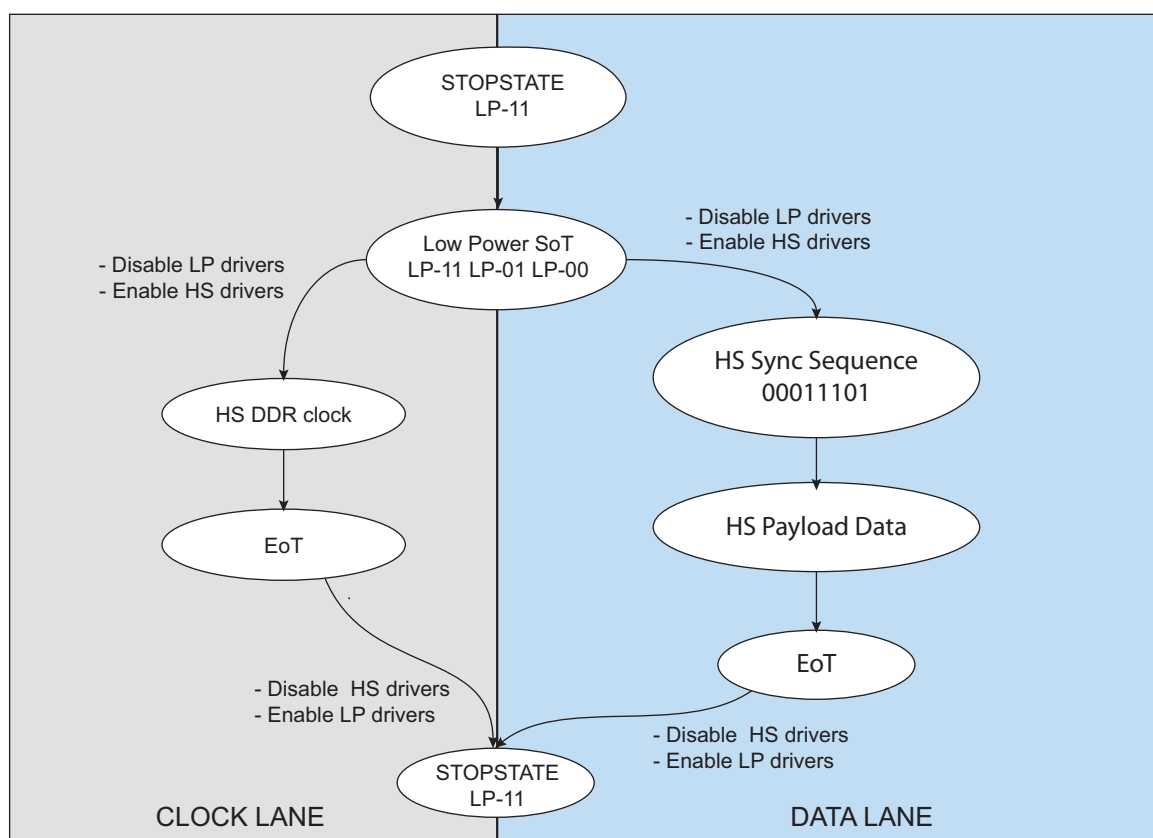 STOPSTATE
LP-11
Low Power SoT
LP-11 LP-01 LP-00
- Disable LP drivers
- Enable HS drivers
- Disable LP drivers
- Enable HS drivers
HS DDR clock
EoT
- Disable HS drivers
- Enable LP drivers
HS Sync Sequence
00011101
HS Payload Data
EoT
- Disable HS drivers
- Enable LP drivers
STOPSTATE
LP-11
CLOCK LANE
DATA LANE